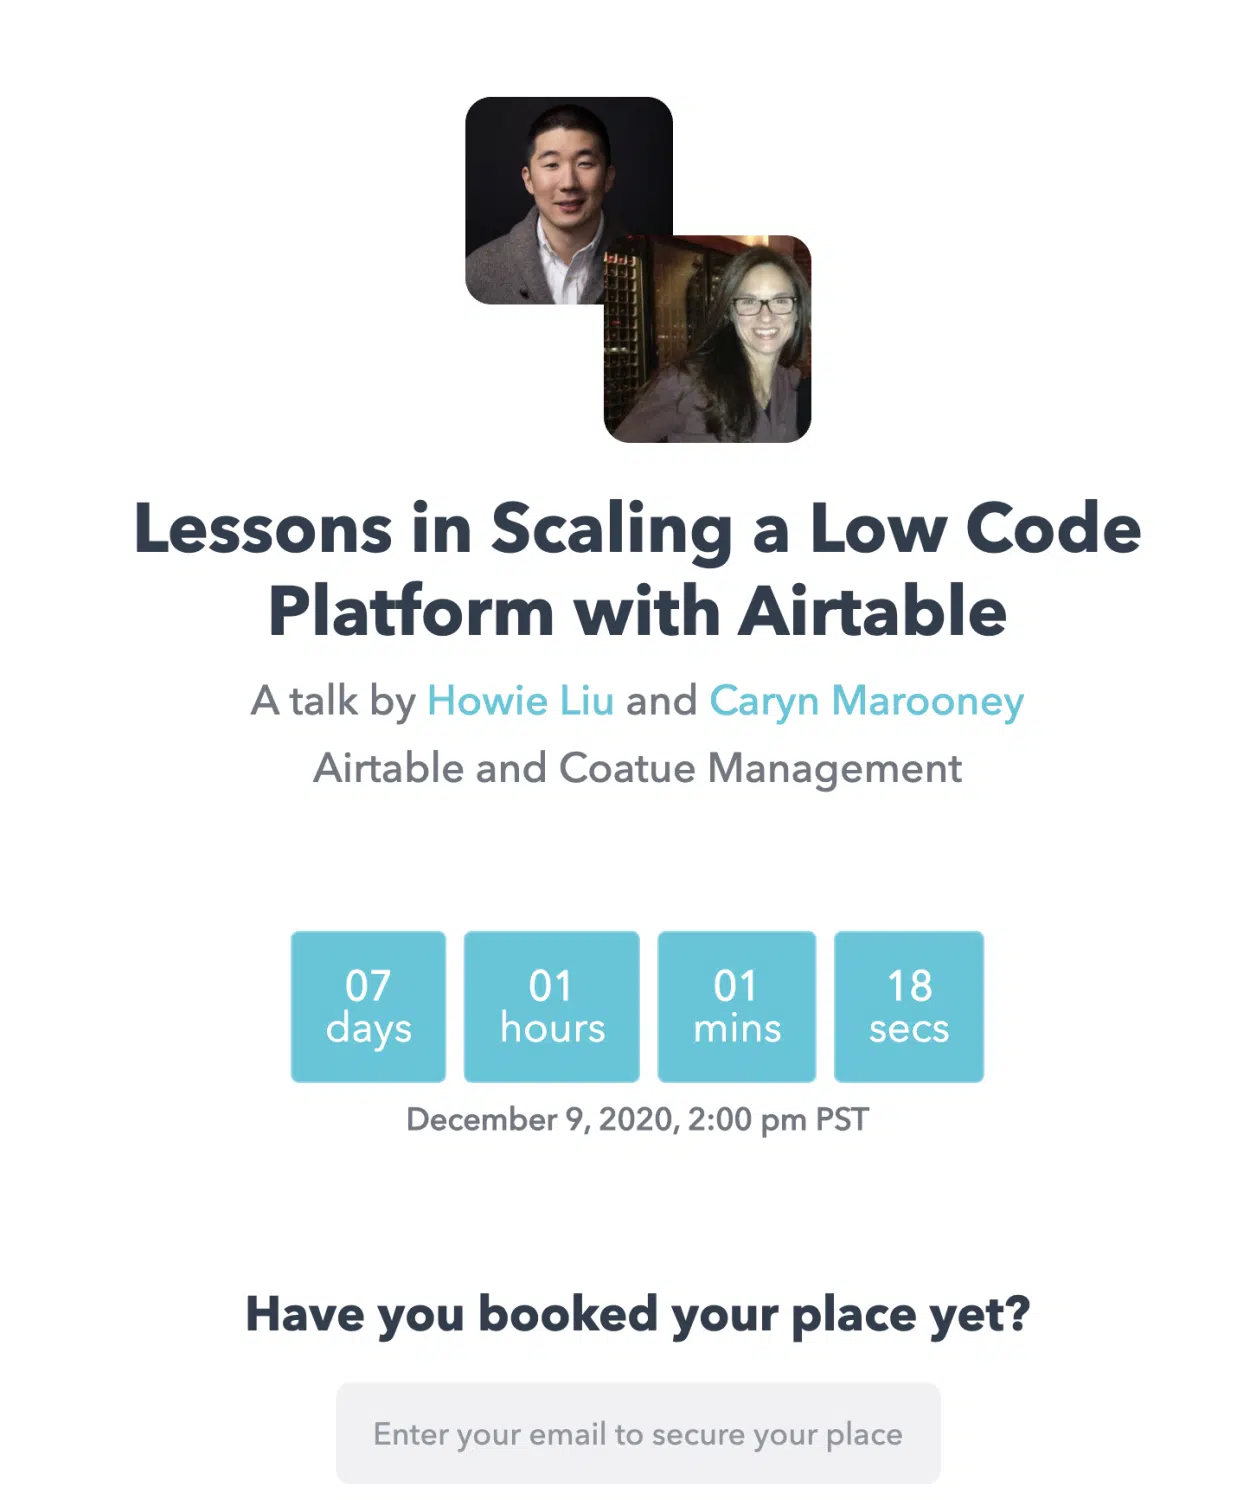 Lessons in Scaling a Low Code
Platform with Airtable
A talk by Howie Liu and Caryn Marooney
Airtable and Coatue Management
07
days
01
hours
01
mins
18
secs
December 9, 2020, 2:00 pm PST
Have you booked your place yet?
Enter your email to secure your place